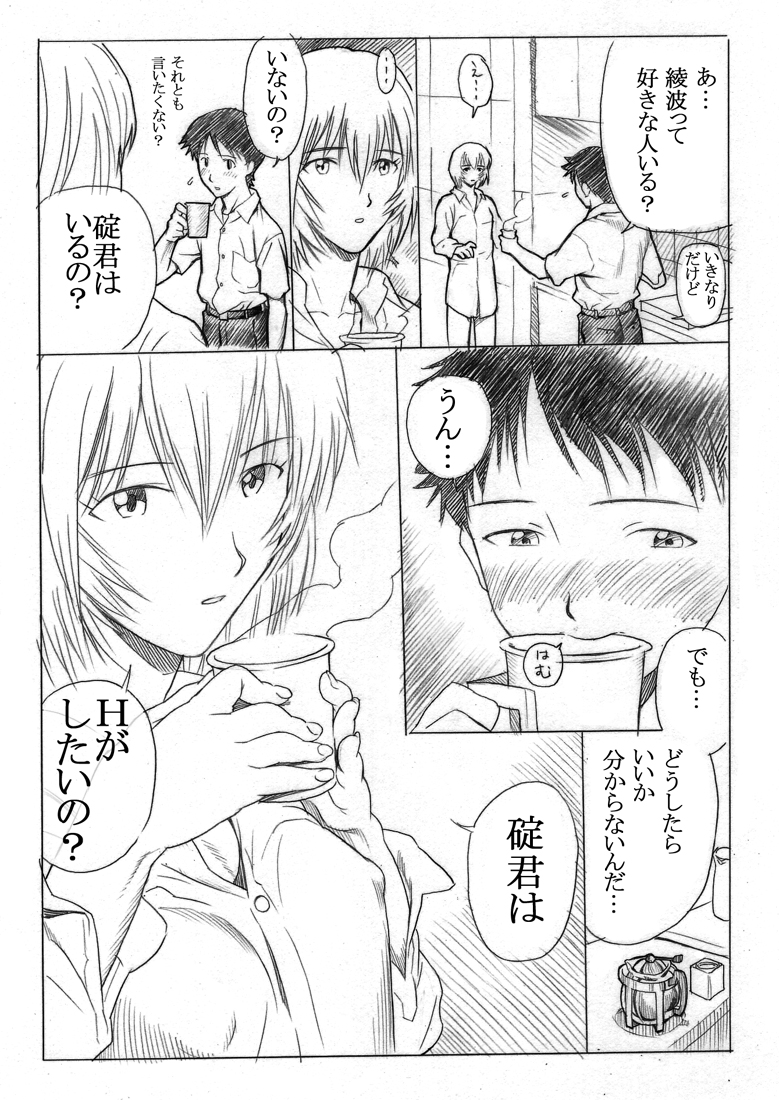 あ…
綾波って
好きな人いる？
いきなり
だけど
え…
…
いないの？
それとも
言いたくない？
碇君は
いるの？
うん…
はむ
でも…
どうしたら
いいか
分からないんだ…
碇君は
Hが
したいの？